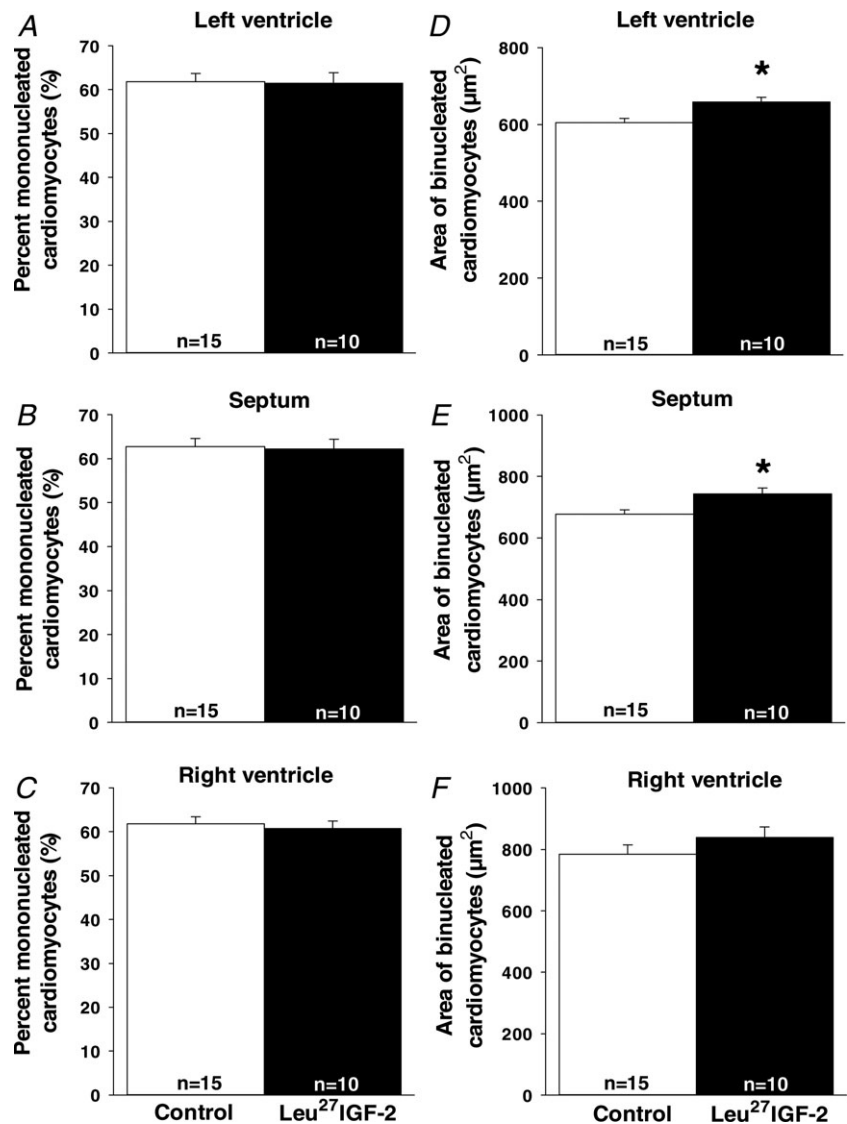 A
Left ventricle
Percent mononucleated
cardiomyocytes (%)
70
60
50
40
30
20
10
0
n=15
n=10
D
Left ventricle
Area of binucleated
cardiomyocytes (µm²)
800
600
400
200
0
*
n=15
n=10
B
Septum
Percent mononucleated
cardiomyocytes (%)
70
60
50
40
30
20
10
0
n=15
n=10
E
Septum
Area of binucleated
cardiomyocytes (µm²)
1000
800
600
400
200
0
*
n=15
n=10
C
Right ventricle
Percent mononucleated
cardiomyocytes (%)
70
60
50
40
30
20
10
0
n=15
n=10
Control
Leu²⁷IGF-2
F
Right ventricle
Area of binucleated
cardiomyocytes (µm²)
1000
800
600
400
200
0
n=15
n=10
Control
Leu²⁷IGF-2